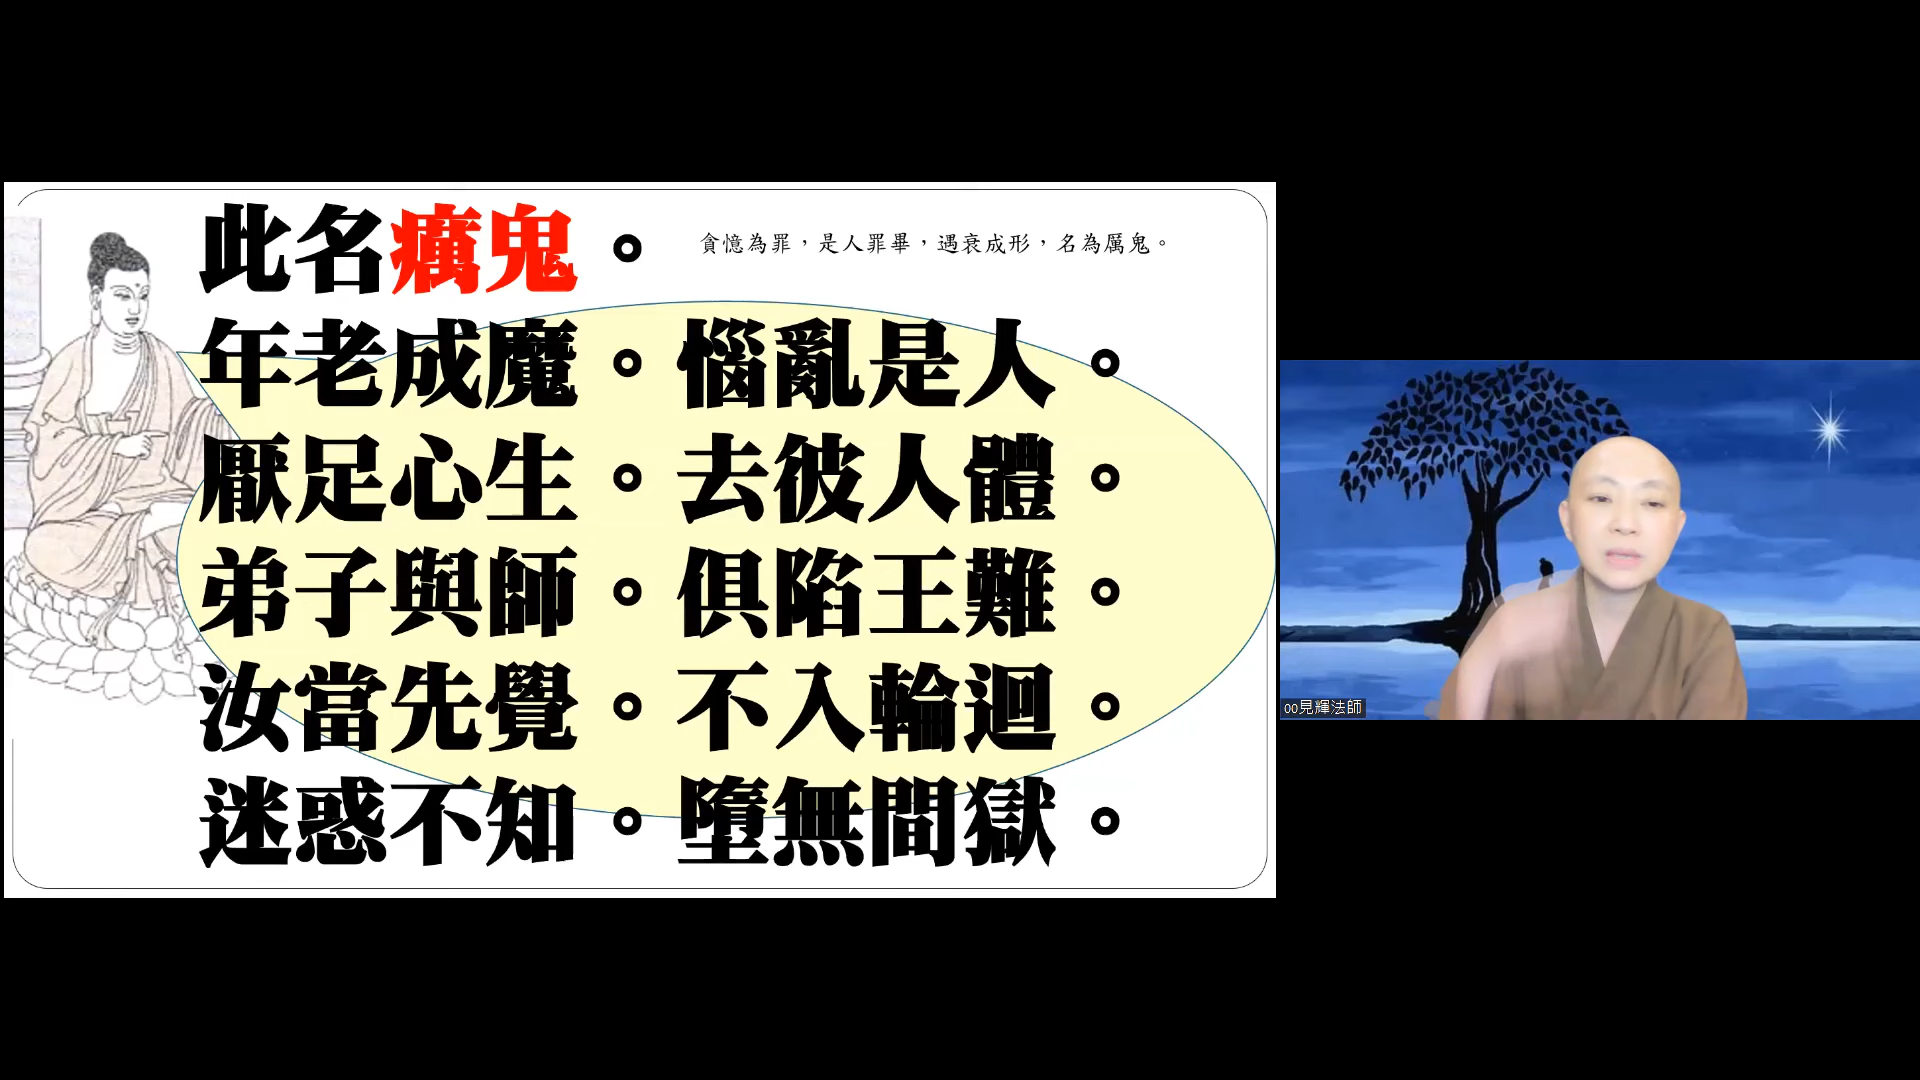 此名癘鬼。
貪憶為罪，是人罪畢，遇衰成形，名為厲鬼。
年老成魔。惱亂是人。
厭足心生。去彼人體。
弟子與師。俱陷王難。
汝當先覺。不入輪迴。
迷惑不知。墮無間獄。
oo見輝法師